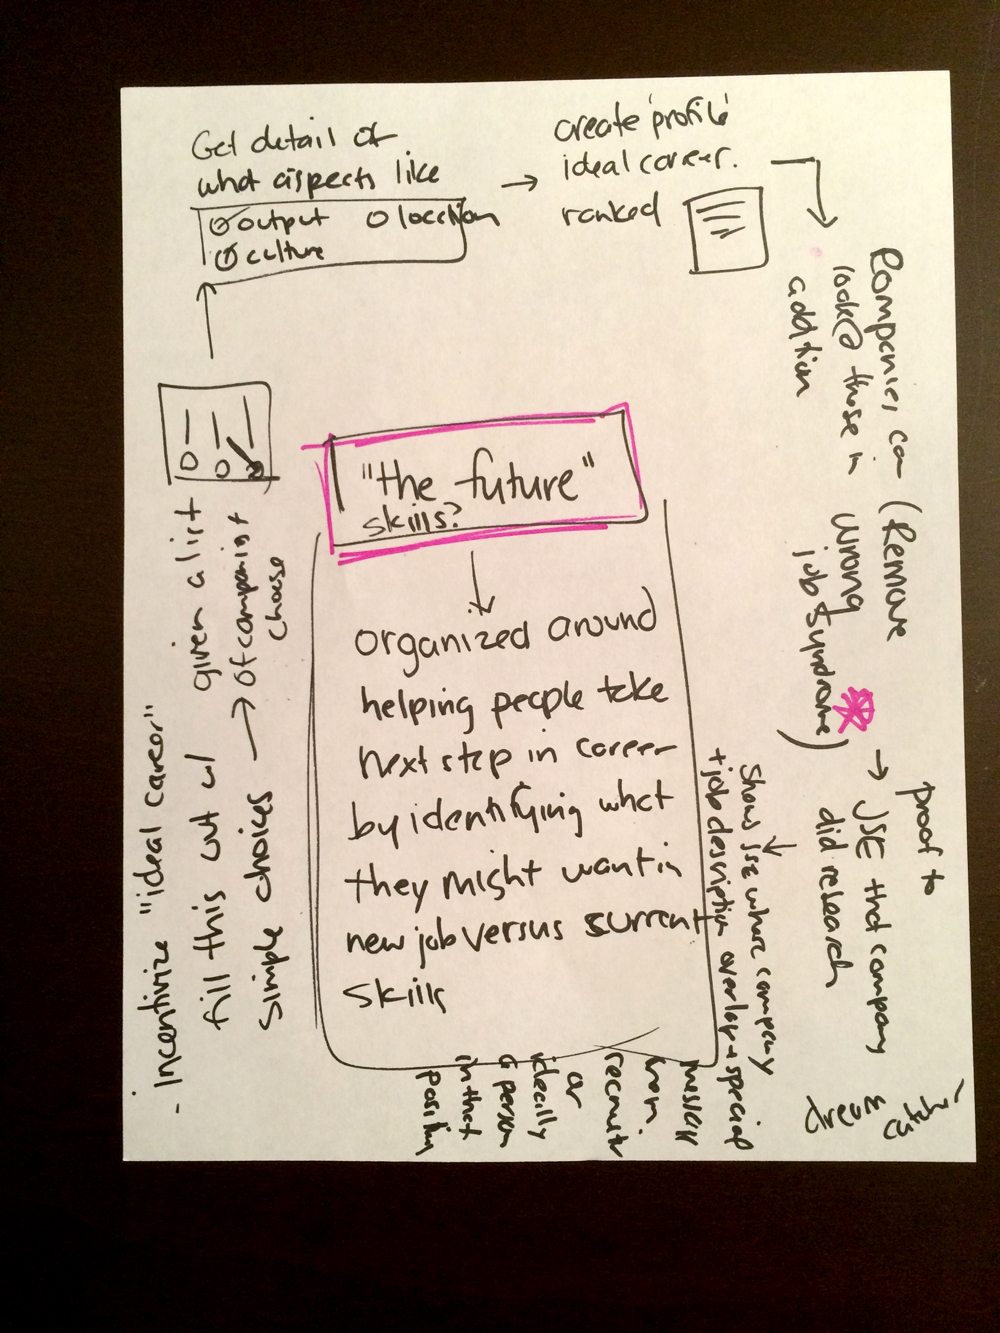 - Incentivize "ideal career"
fill this out w/
simple choices →
given a list
of companies +
choose
Get detail of
what aspects like
output location
culture
→
create 'profile'
ideal career.
ranked
Companies can
look@ those in
addition
(Remove
wrong
job syndrome)
→ JSE that company
did research
proof to
Shows JSE where company
+ job description overlap + special
message
from
recruiter
or
ideally
a person
in that
position
dream
catcher
"the future"
skills?
organized around
helping people take
next step in career
by identifying what
they might want in
new job versus current
skills